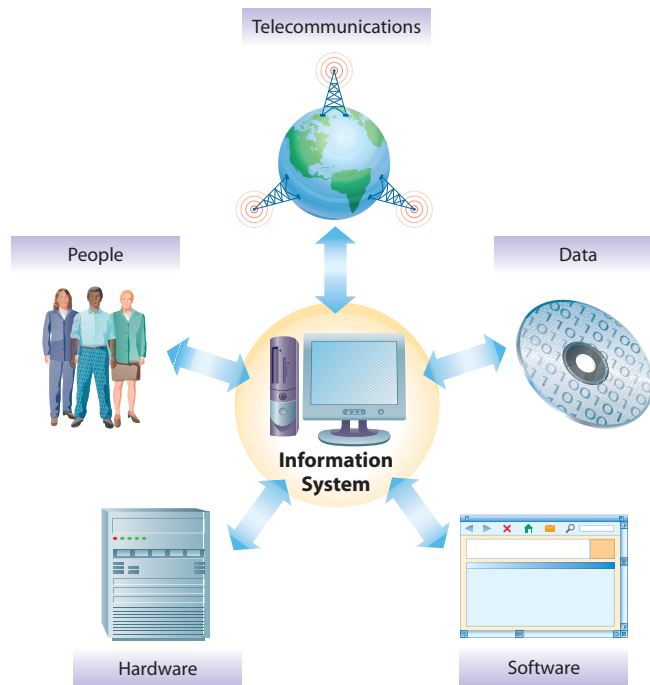 Telecommunications
People
Data
Information
System
Hardware
Software